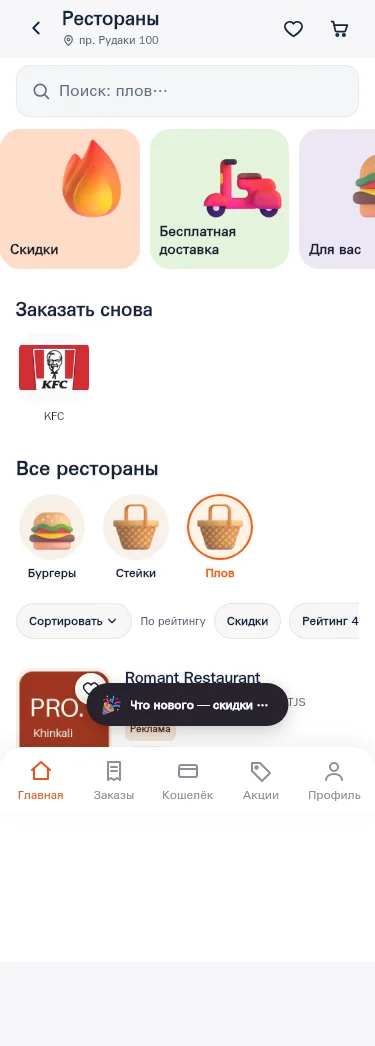 Рестораны
пр. Рудаки 100
Поиск: плов···
Скидки
Бесплатная
доставка
Для вас
Заказать снова
KFC
KFC
Все рестораны
Бургеры
Стейки
Плов
Сортировать
По рейтингу
Скидки
Рейтинг 4
Romant Restaurant
PRO.
Khinkali
Что нового — скидки ···
TJS
Реклама
Главная
Заказы
Кошелёк
Акции
Профиль